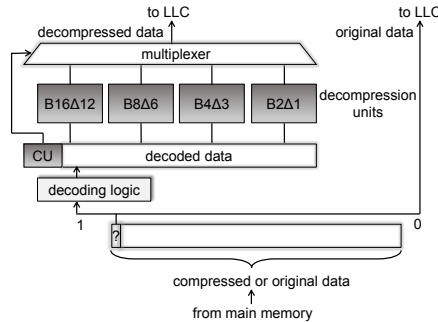 to LLC
to LLC
decompressed data
original data
multiplexer
B16Δ12
B8Δ6
B4Δ3
B2Δ1
decompression
units
CU
decoded data
decoding logic
1
0
?
compressed or original data
from main memory